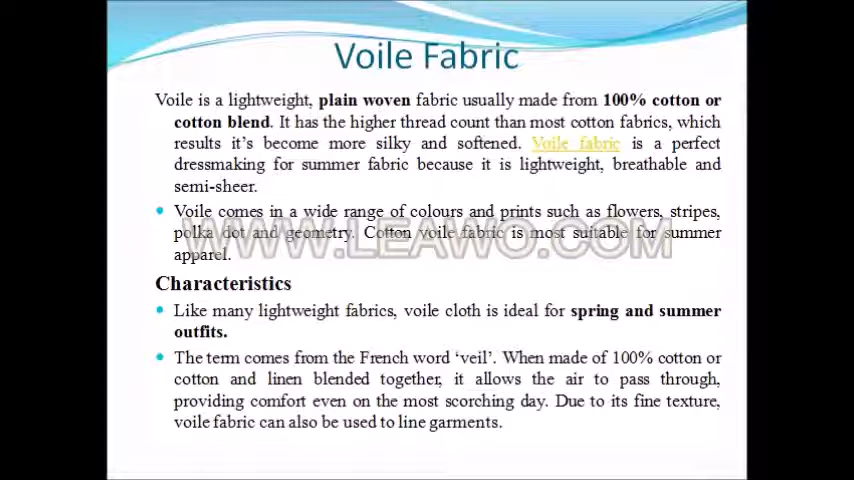 Voile Fabric
Voile is a lightweight, plain woven fabric usually made from 100% cotton or
cotton blend. It has the higher thread count than most cotton fabrics, which
results it's become more silky and softened. Voile fabric is a perfect
dressmaking for summer fabric because it is lightweight, breathable and
semi-sheer.
Voile comes in a wide range of colours and prints such as flowers, stripes,
polka dot and geometry. Cotton voile fabric is most suitable for summer
apparel.
WWW.LEAWO.COM
Characteristics
Like many lightweight fabrics, voile cloth is ideal for spring and summer
outfits.
The term comes from the French word ‘veil’. When made of 100% cotton or
cotton and linen blended together, it allows the air to pass through,
providing comfort even on the most scorching day. Due to its fine texture,
voile fabric can also be used to line garments.